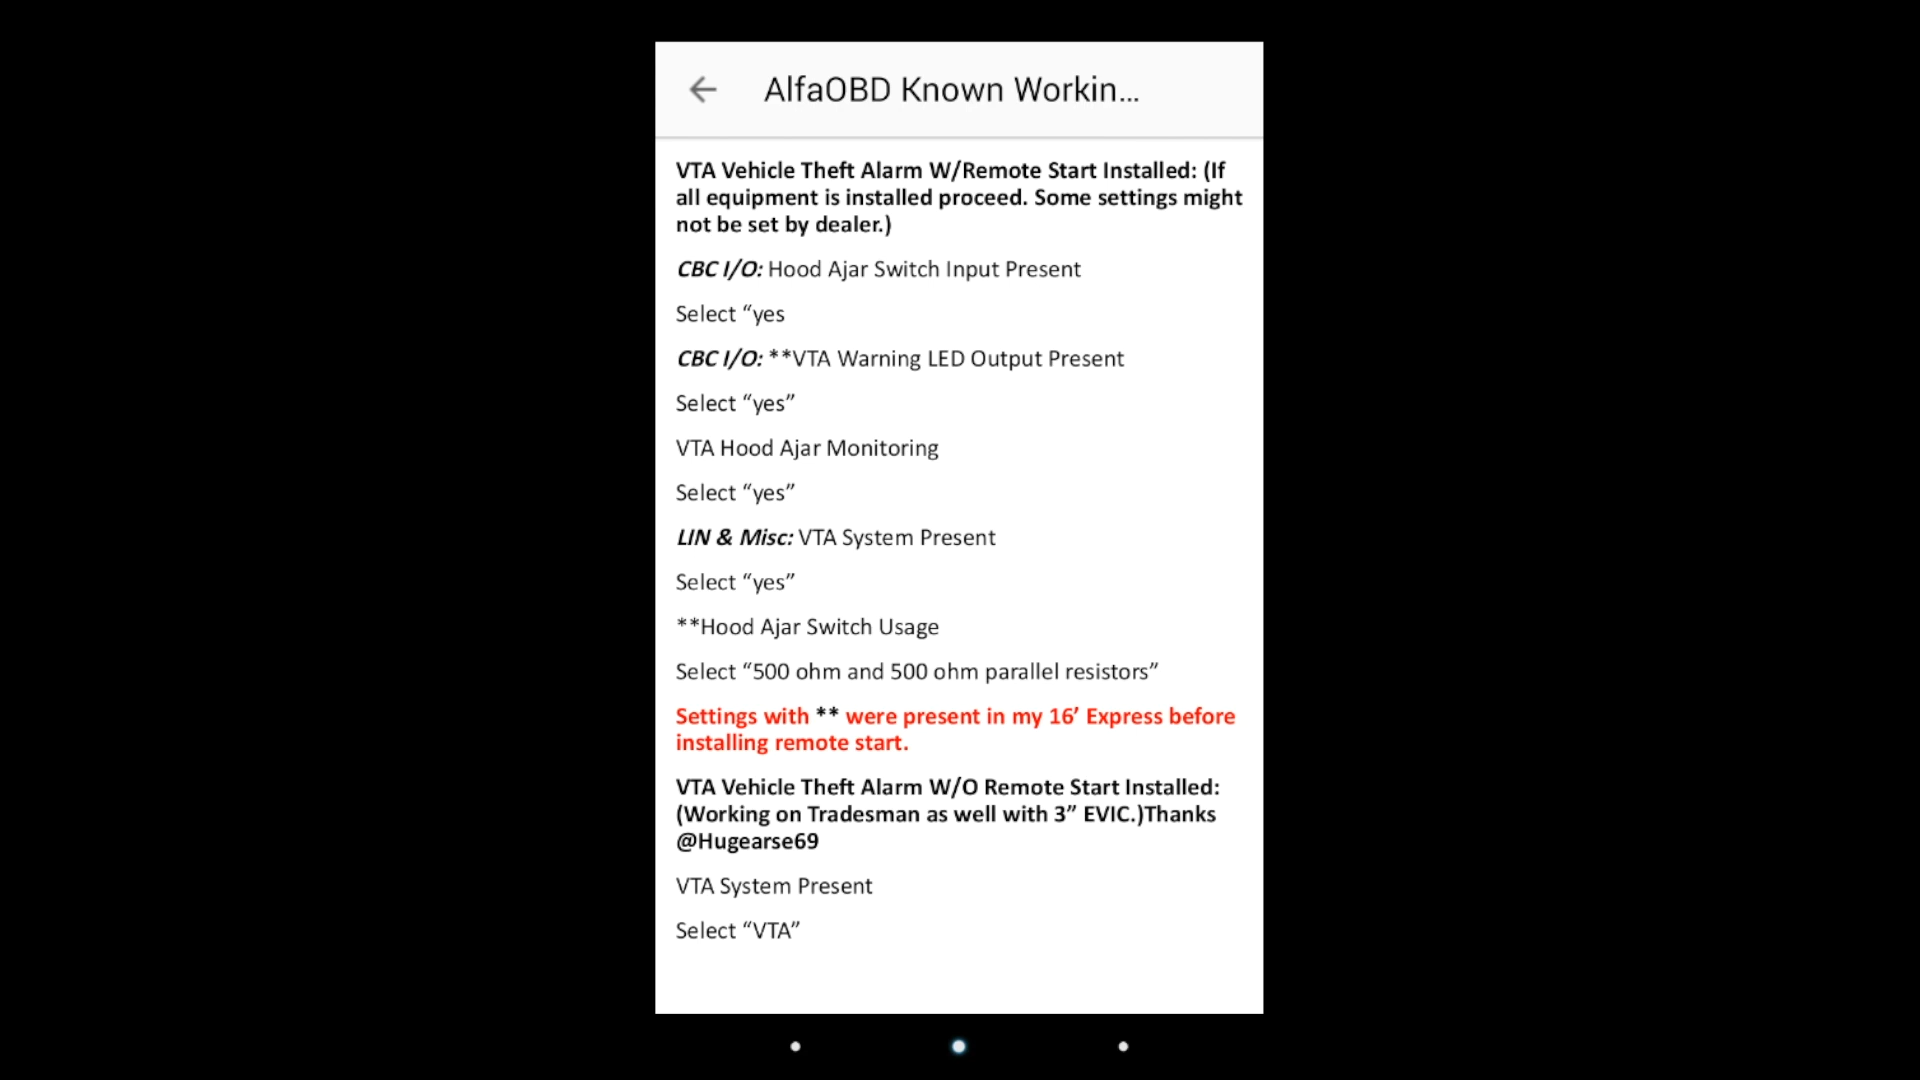 AlfaOBD Known Workin...
VTA Vehicle Theft Alarm W/Remote Start Installed: (If
all equipment is installed proceed. Some settings might
not be set by dealer.)
CBC I/O: Hood Ajar Switch Input Present
Select “yes
CBC I/O: **VTA Warning LED Output Present
Select “yes”
VTA Hood Ajar Monitoring
Select “yes”
LIN & Misc: VTA System Present
Select “yes”
**Hood Ajar Switch Usage
Select “500 ohm and 500 ohm parallel resistors”
Settings with ** were present in my 16’ Express before
installing remote start.
VTA Vehicle Theft Alarm W/O Remote Start Installed:
(Working on Tradesman as well with 3” EVIC.)Thanks
@Hugearse69
VTA System Present
Select “VTA”